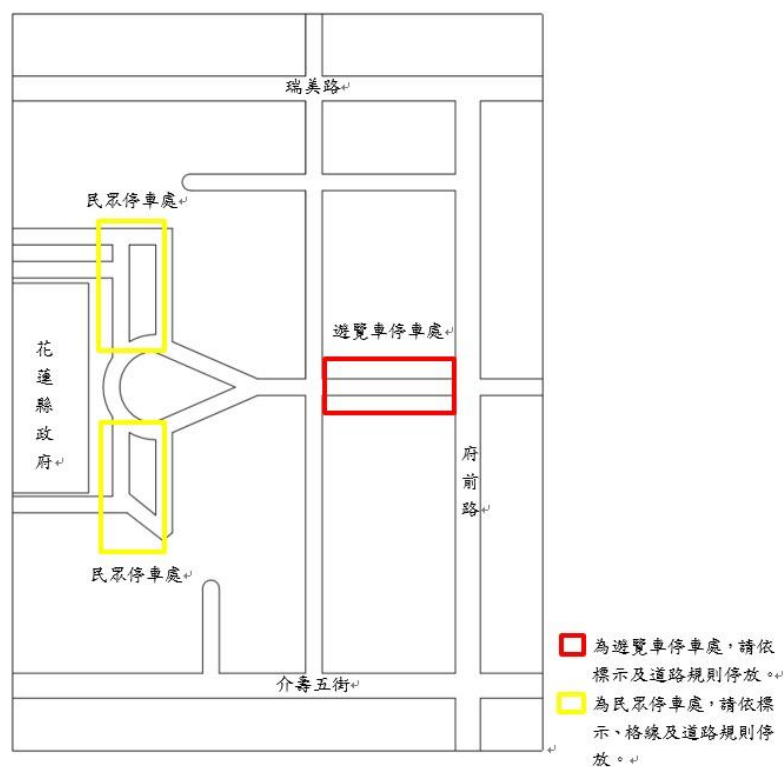 瑞美路
民眾停車處
遊覽車停車處
花蓮縣政府
府前路
民眾停車處
介壽五街
為遊覽車停車處，請依
標示及道路規則停放。
為民眾停車處，請依標
示、格線及道路規則停
放。